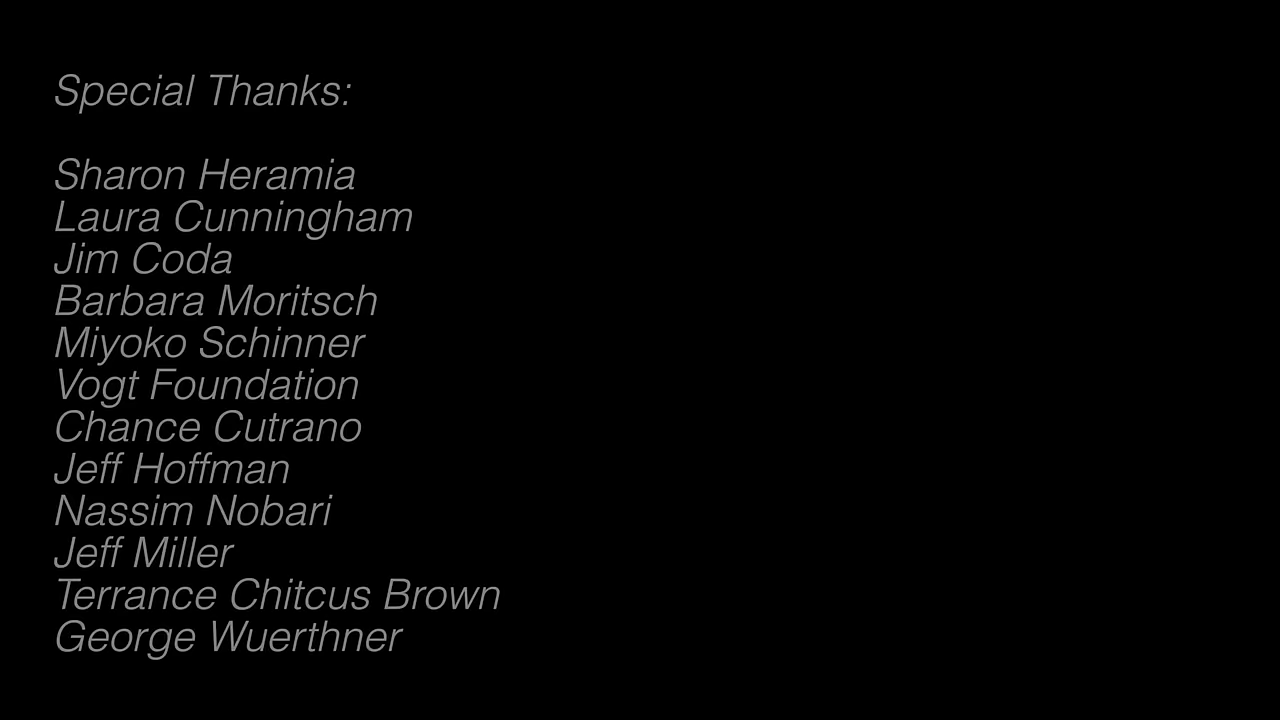 Special Thanks:
Sharon Heramia
Laura Cunningham
Jim Coda
Barbara Moritsch
Miyoko Schinner
Vogt Foundation
Chance Cutrano
Jeff Hoffman
Nassim Nobari
Jeff Miller
Terrance Chitcus Brown
George Wuerthner